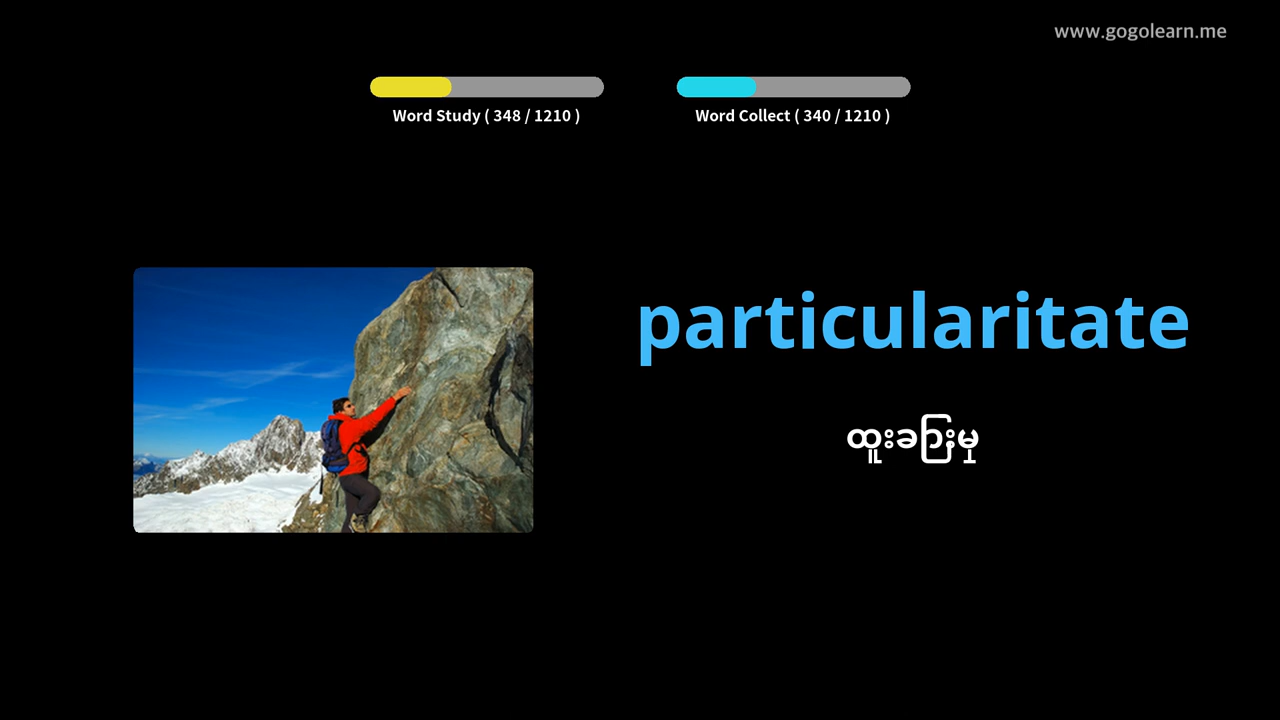 www.gogolearn.me
Word Study ( 348 / 1210 )
Word Collect ( 340 / 1210 )
particularitate
ထူးခြားမှု